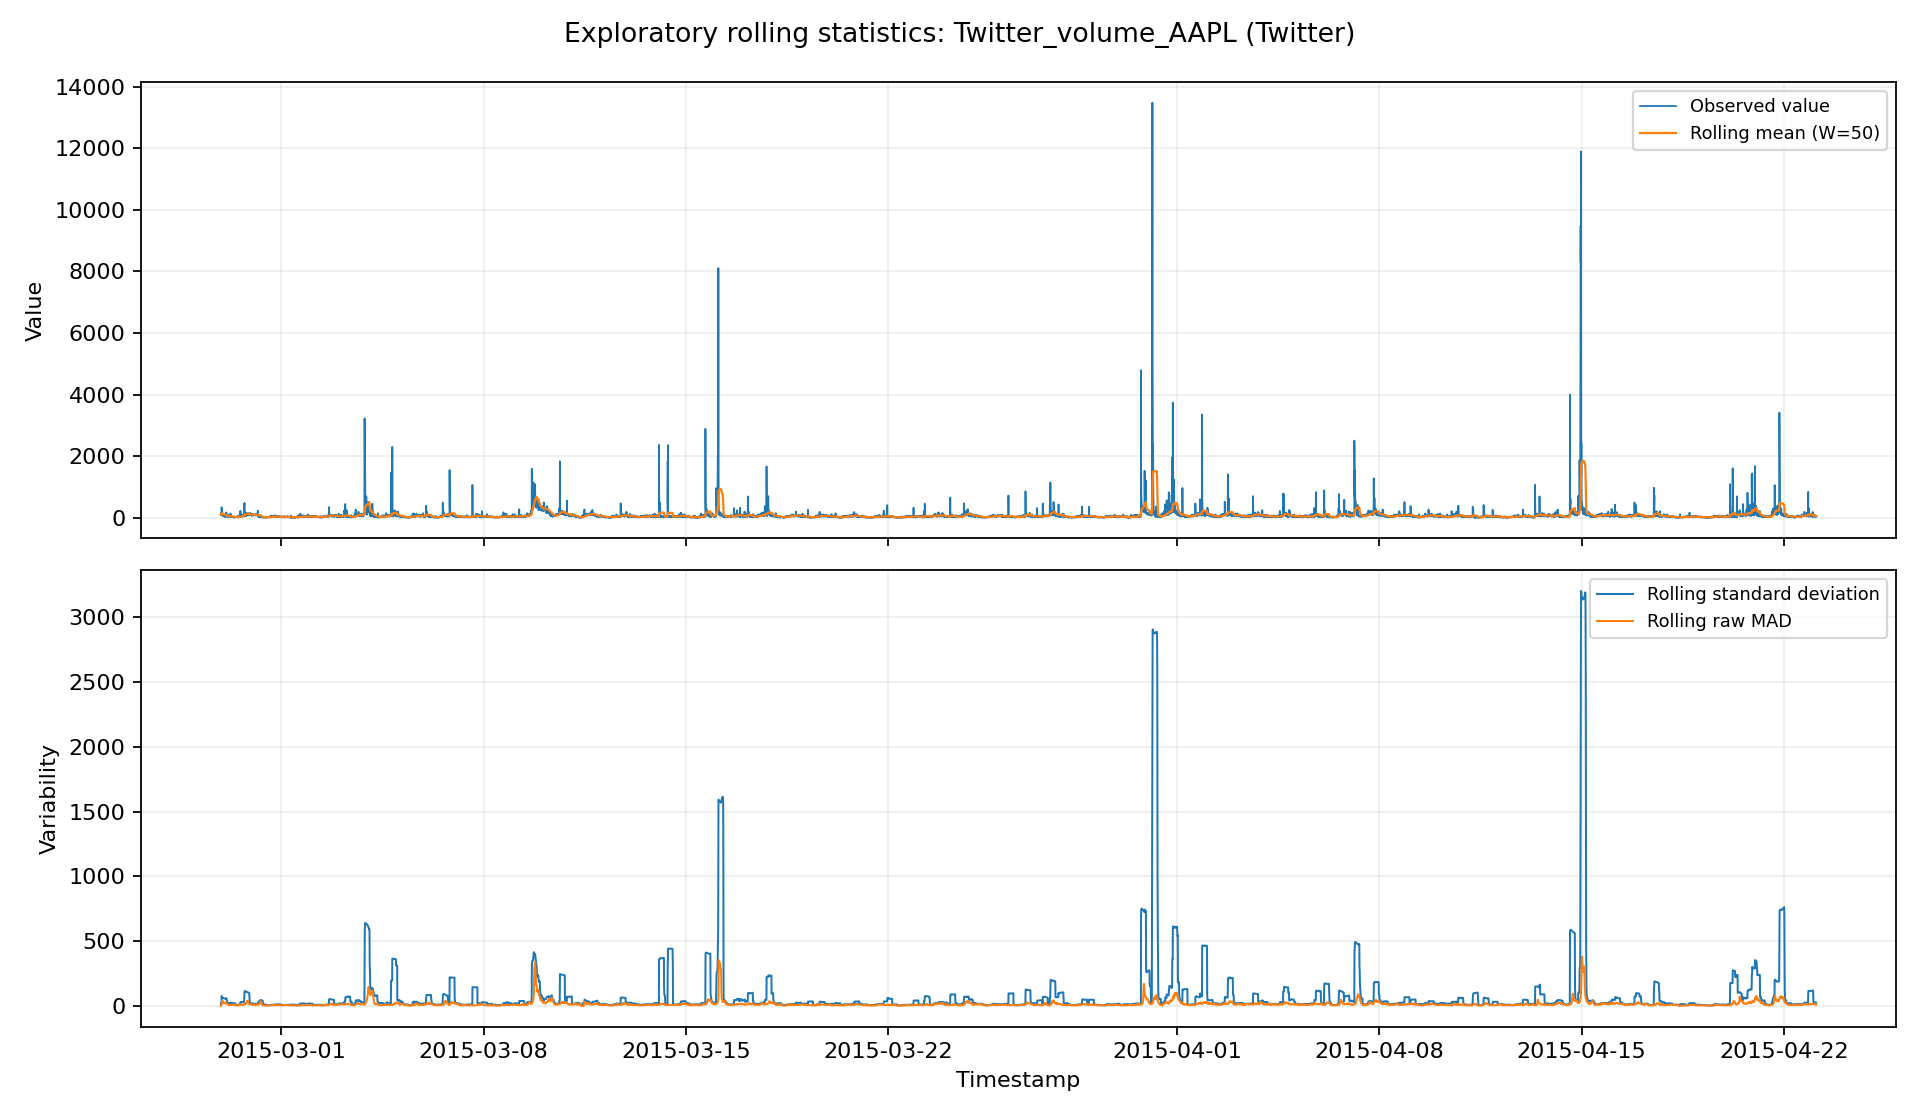 Exploratory rolling statistics: Twitter_volume_AAPL (Twitter)
14000
12000
10000
8000
6000
4000
2000
0
Value
Observed value
Rolling mean (W=50)
3000
2500
2000
1500
1000
500
0
Variability
Rolling standard deviation
Rolling raw MAD
2015-03-01
2015-03-08
2015-03-15
2015-03-22
2015-04-01
2015-04-08
2015-04-15
2015-04-22
Timestamp